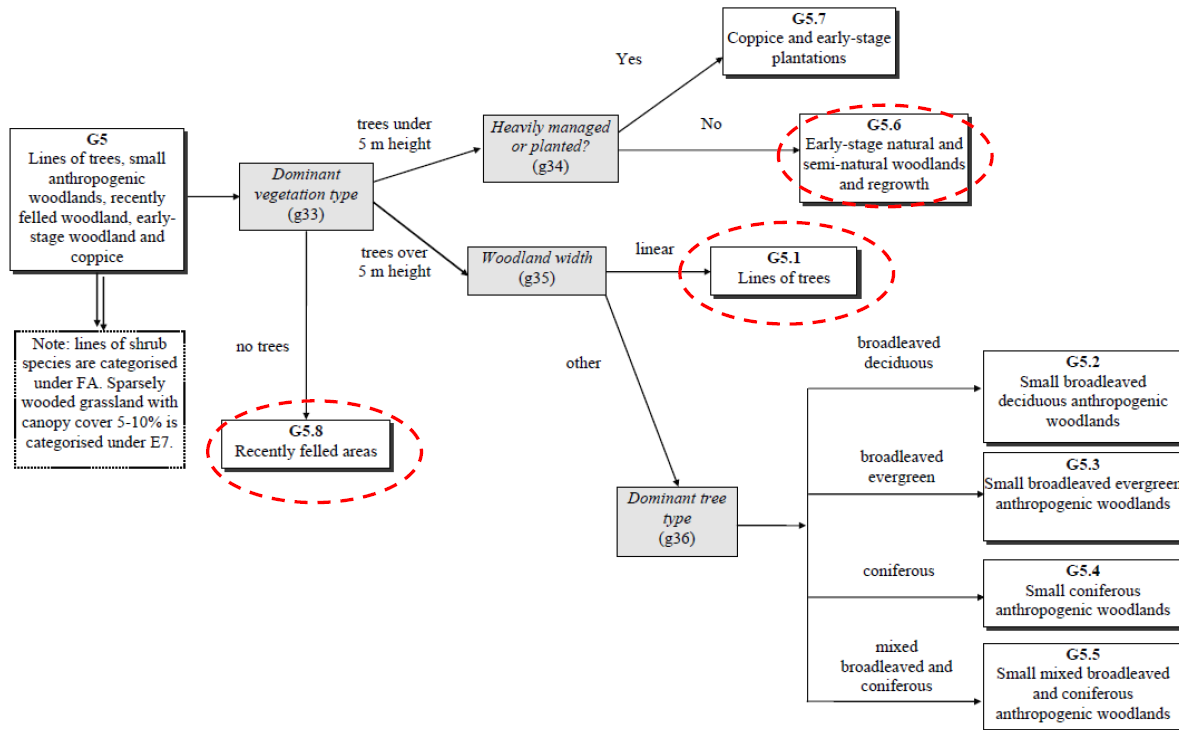 G5
Lines of trees, small
anthropogenic
woodlands, recently
felled woodland, early-
stage woodland and
coppice
Note: lines of shrub
species are categorised
under FA. Sparsely
wooded grassland with
canopy cover 5-10% is
categorised under E7.
Dominant
vegetation type
(g33)
trees under
5 m height
trees over
5 m height
no trees
G5.8
Recently felled areas
Heavily managed
or planted?
(g34)
Yes
No
G5.7
Coppice and early-stage
plantations
G5.6
Early-stage natural and
semi-natural woodlands
and regrowth
Woodland width
(g35)
linear
G5.1
Lines of trees
other
Dominant tree
type
(g36)
broadleaved
deciduous
G5.2
Small broadleaved
deciduous anthropogenic
woodlands
broadleaved
evergreen
G5.3
Small broadleaved evergreen
anthropogenic woodlands
coniferous
G5.4
Small coniferous
anthropogenic woodlands
mixed
broadleaved and
coniferous
G5.5
Small mixed broadleaved
and coniferous
anthropogenic woodlands